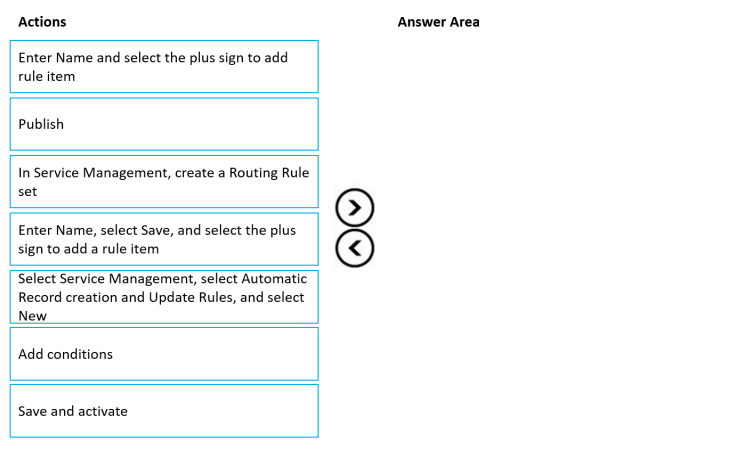 Actions
Answer Area
Enter Name and select the plus sign to add
rule item
Publish
In Service Management, create a Routing Rule
set
Enter Name, select Save, and select the plus
sign to add a rule item
Select Service Management, select Automatic
Record creation and Update Rules, and select
New
Add conditions
Save and activate